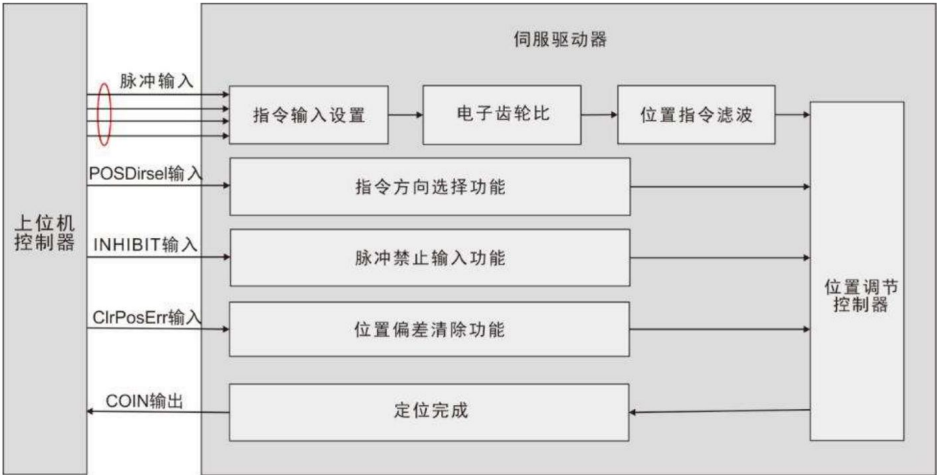 伺服驱动器
脉冲输入
指令输入设置
电子齿轮比
位置指令滤波
POSDirsel输入
指令方向选择功能
上位机
控制器
INHIBIT输入
脉冲禁止输入功能
位置调节
控制器
ClrPosErr输入
位置偏差清除功能
COIN输出
定位完成